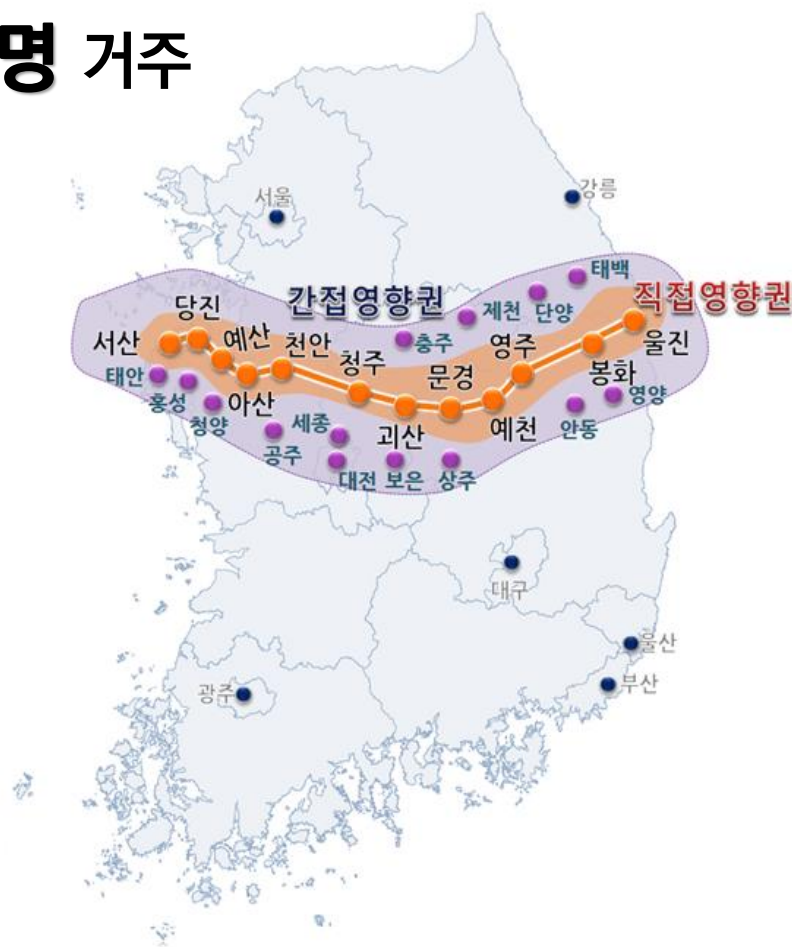 명 거주
서울
강릉
태백
간접영향권
직접영향권
당진
제천
단양
서산
예산
천안
충주
영주
울진
청주
문경
봉화
태안
영양
홍성
아산
청양
세종
괴산
예천
안동
공주
대전
보은
상주
대구
울산
부산
광주